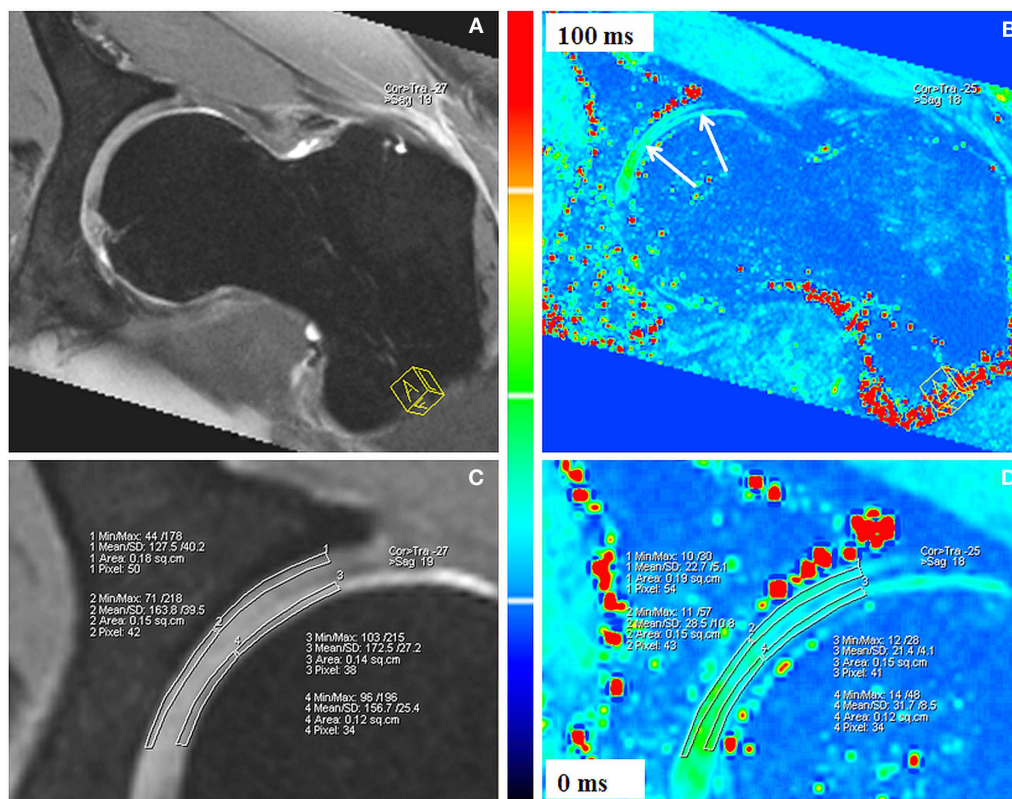 A
Cor>Tra -27
>Sag 19
100 ms
B
Cor>Tra -25
>Sag 18
C
1 Min/Max: 44 /178
1 Mean/SD: 127.5 /40.2
1 Area: 0.18 sq.cm
1 Pixel: 50
2 Min/Max: 71 /218
2 Mean/SD: 163.8 /39.5
2 Area: 0.15 sq.cm
2 Pixel: 42
Cor>Tra -27
>Sag 19
1
3
2
4
3 Min/Max: 103 /215
3 Mean/SD: 172.5 /27.2
3 Area: 0.14 sq.cm
3 Pixel: 38
4 Min/Max: 96 /196
4 Mean/SD: 156.7 /25.4
4 Area: 0.12 sq.cm
4 Pixel: 34
D
1 Min/Max: 10 /30
1 Mean/SD: 22.7 /5.1
1 Area: 0.19 sq.cm
1 Pixel: 54
2 Min/Max: 11 /57
2 Mean/SD: 28.5 /10.8
2 Area: 0.15 sq.cm
2 Pixel: 43
Cor>Tra -25
>Sag 18
1
3
2
4
3 Min/Max: 12 /28
3 Mean/SD: 21.4 /4.1
3 Area: 0.15 sq.cm
3 Pixel: 41
4 Min/Max: 14 /48
4 Mean/SD: 31.7 /8.5
4 Area: 0.12 sq.cm
4 Pixel: 34
0 ms